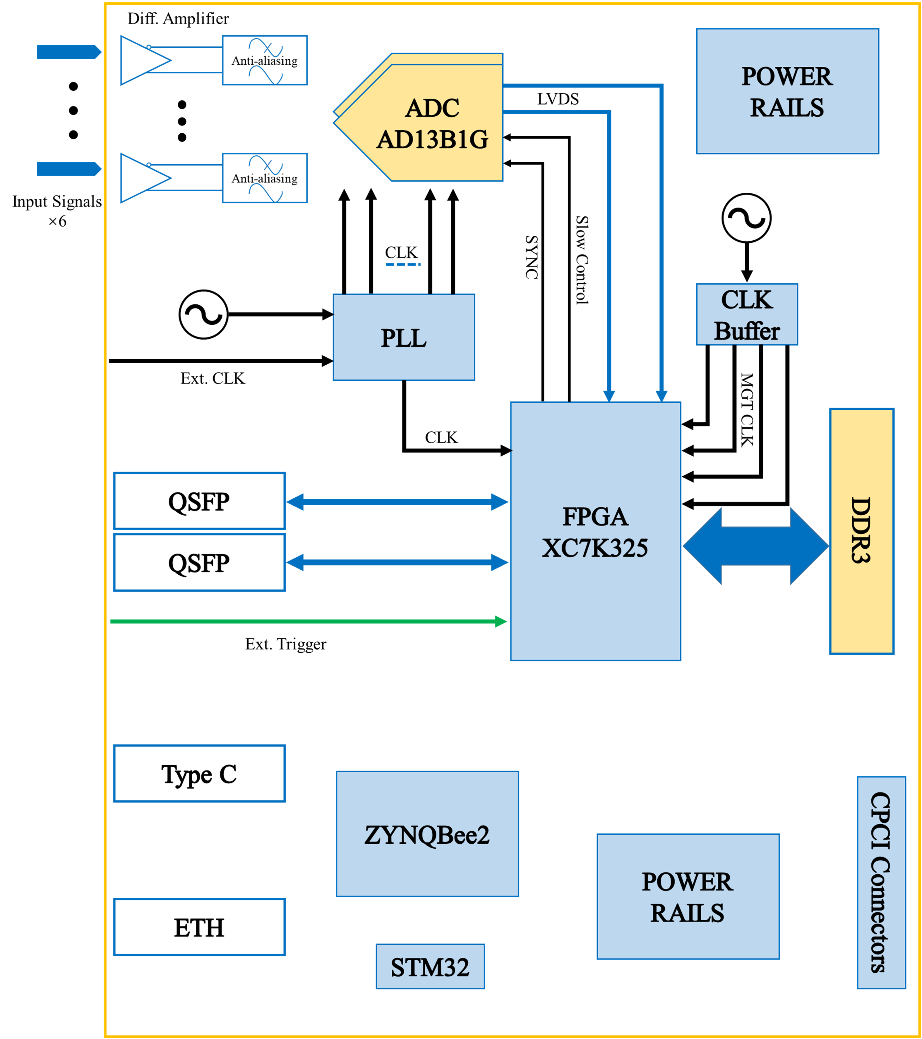 Diff. Amplifier
Anti-aliasing
Anti-aliasing
Input Signals
×6
ADC
AD13B1G
LVDS
POWER
RAILS
CLK
SYNC
Slow Control
PLL
Ext. CLK
CLK
CLK
Buffer
MGT CLK
QSFP
QSFP
FPGA
XC7K325
DDR3
Ext. Trigger
Type C
ZYNQBee2
ETH
STM32
POWER
RAILS
CPCI Connectors